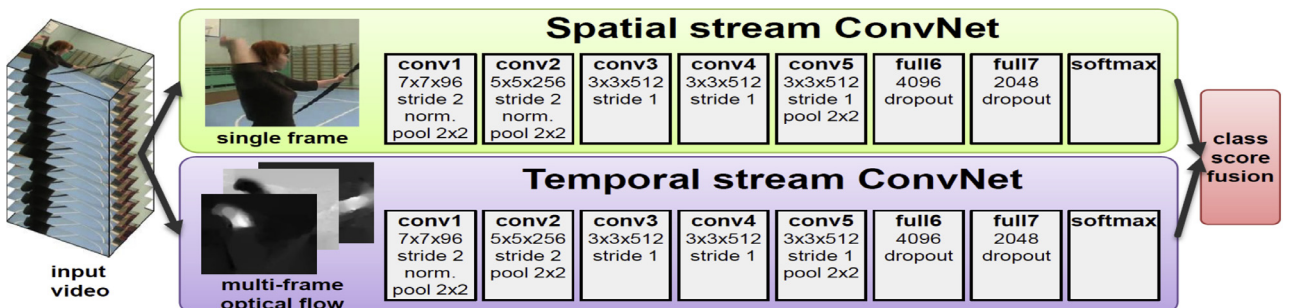 Spatial stream ConvNet
single frame
conv1
7x7x96
stride 2
norm.
pool 2x2
conv2
5x5x256
stride 2
norm.
pool 2x2
conv3
3x3x512
stride 1
conv4
3x3x512
stride 1
conv5
3x3x512
stride 1
pool 2x2
full6
4096
dropout
full7
2048
dropout
softmax
Temporal stream ConvNet
input
video
multi-frame
optical flow
conv1
7x7x96
stride 2
norm.
pool 2x2
conv2
5x5x256
stride 2
pool 2x2
conv3
3x3x512
stride 1
conv4
3x3x512
stride 1
conv5
3x3x512
stride 1
pool 2x2
full6
4096
dropout
full7
2048
dropout
softmax
class
score
fusion